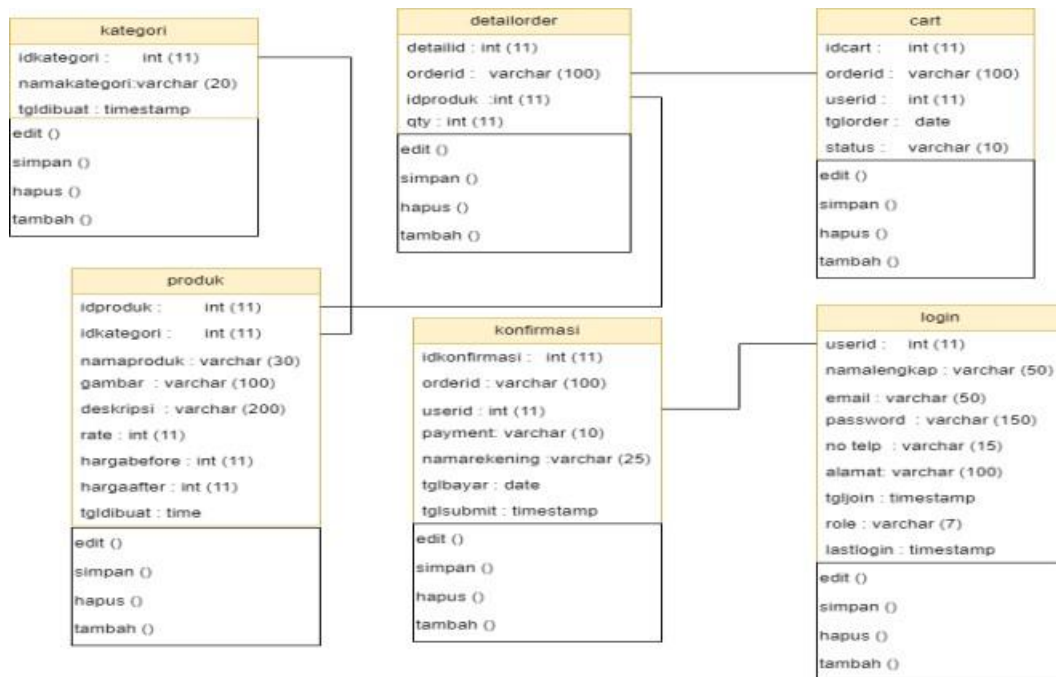 kategori
idkategori : int (11)
namakategori:varchar (20)
tgldibuat : timestamp
edit ()
simpan ()
hapus ()
tambah ()
detailorder
detailid : int (11)
orderid : varchar (100)
idproduk :int (11)
qty : int (11)
edit ()
simpan ()
hapus ()
tambah ()
cart
idcart : int (11)
orderid : varchar (100)
userid : int (11)
tglorder : date
status : varchar (10)
edit ()
simpan ()
hapus ()
tambah ()
produk
idproduk : int (11)
idkategori : int (11)
namaproduk : varchar (30)
gambar : varchar (100)
deskripsi : varchar (200)
rate : int (11)
hargabefore : int (11)
hargaafter : int (11)
tgldibuat : time
edit ()
simpan ()
hapus ()
tambah ()
konfirmasi
idkonfirmasi : int (11)
orderid : varchar (100)
userid : int (11)
payment: varchar (10)
namarekening :varchar (25)
tglbayar : date
tglsubmit : timestamp
edit ()
simpan ()
hapus ()
tambah ()
login
userid : int (11)
namalengkap : varchar (50)
email : varchar (50)
password : varchar (150)
no telp : varchar (15)
alamat: varchar (100)
tgljoin : timestamp
role : varchar (7)
lastlogin : timestamp
edit ()
simpan ()
hapus ()
tambah ()